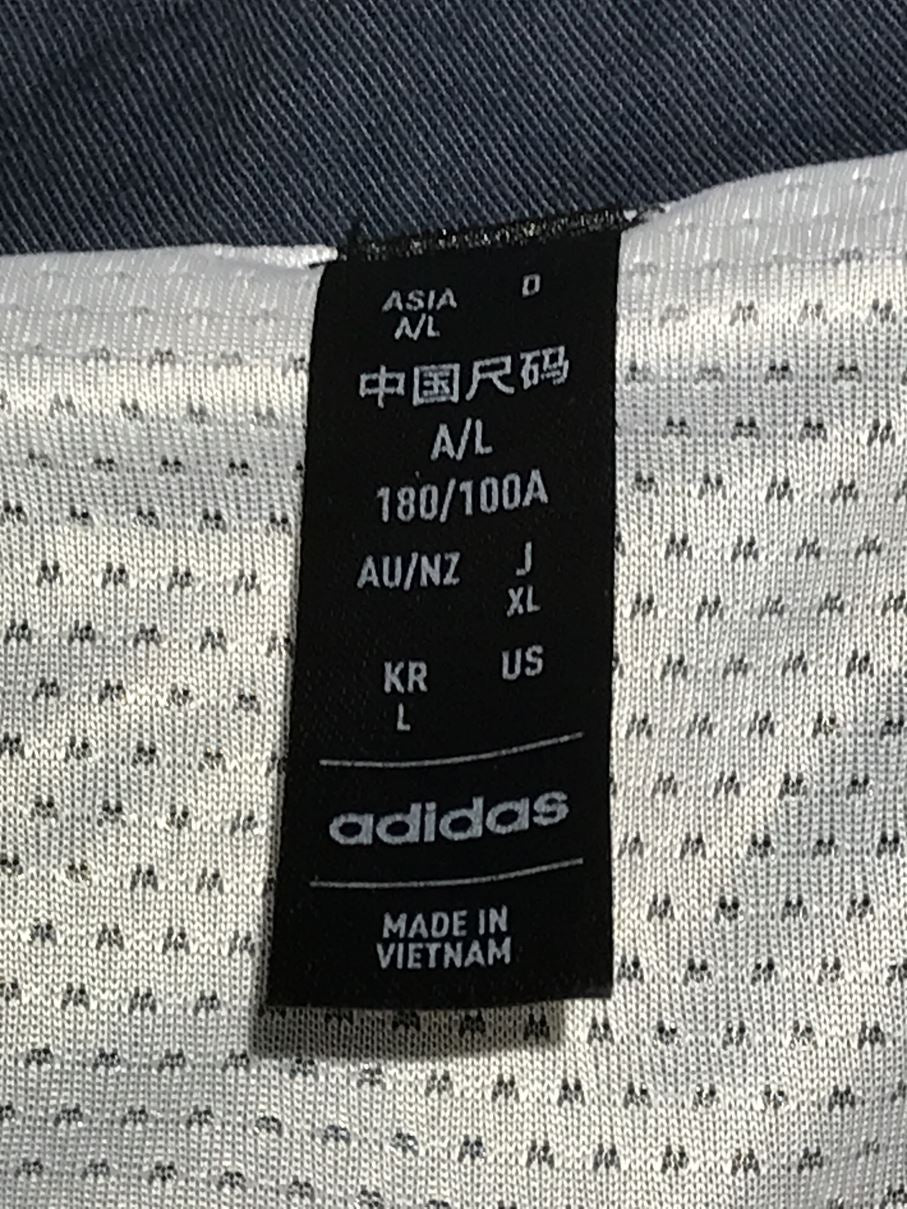 ASIA D
A/L
中国尺码
A/L
180/100A
AU/NZ J
XL
KR US
L
adidas
MADE IN
VIETNAM